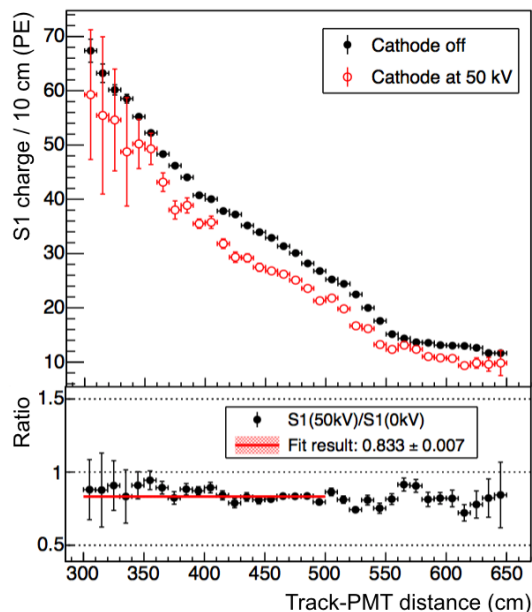 S1 charge / 10 cm (PE)
70
60
50
40
30
20
10
Cathode off
Cathode at 50 kV
Ratio
1.5
1
0.5
S1(50kV)/S1(0kV)
Fit result: 0.833 ± 0.007
300 350 400 450 500 550 600 650
Track-PMT distance (cm)